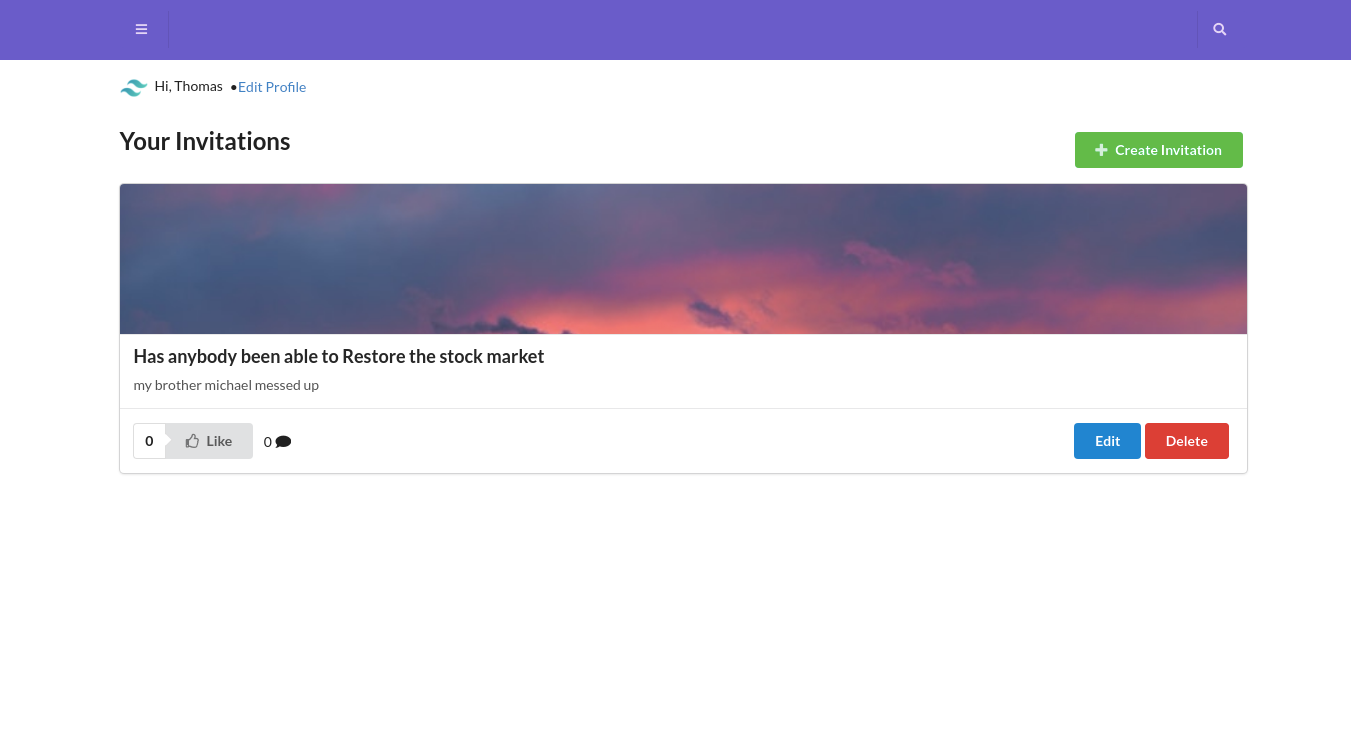 Hi, Thomas •Edit Profile
Your Invitations
Create Invitation
Has anybody been able to Restore the stock market
my brother michael messed up
0 Like 0 Edit Delete